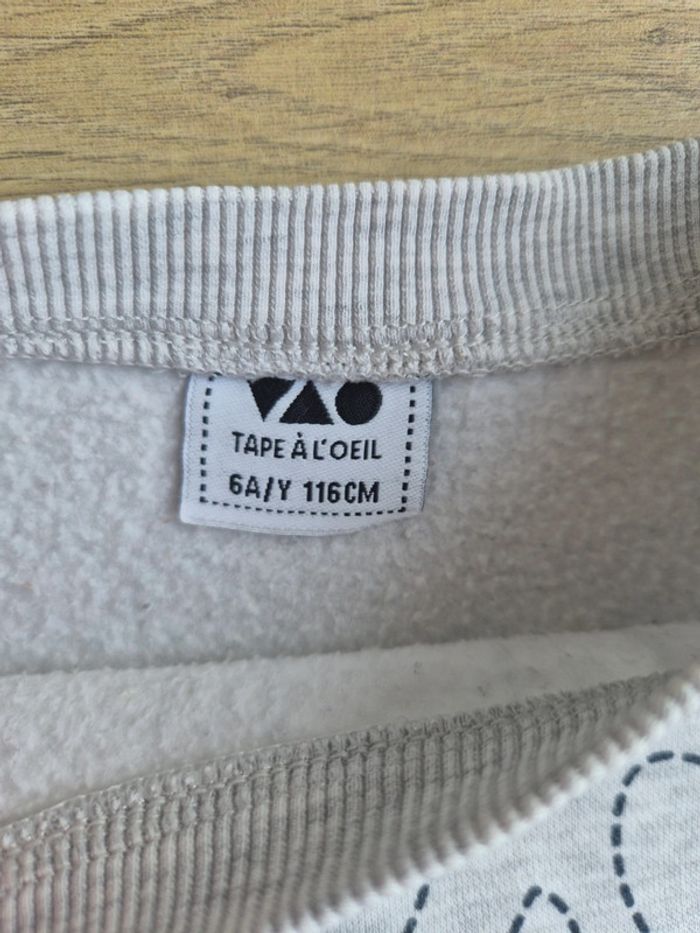 TAPE À L'OEIL
6A/Y 116CM